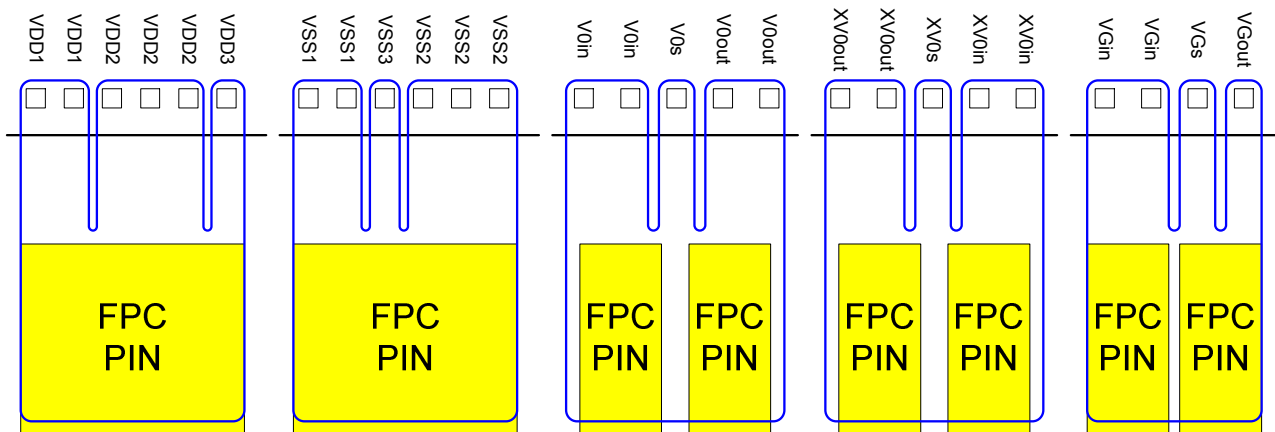 VDD1
VDD1
VDD2
VDD2
VDD2
VDD3
VSS1
VSS1
VSS3
VSS2
VSS2
VSS2
V0in
V0in
V0s
V0out
V0out
XV0out
XV0out
XV0s
XV0in
XV0in
VGin
VGin
VGs
VGout
FPC
PIN
FPC
PIN
FPC
PIN
FPC
PIN
FPC
PIN
FPC
PIN
FPC
PIN
FPC
PIN